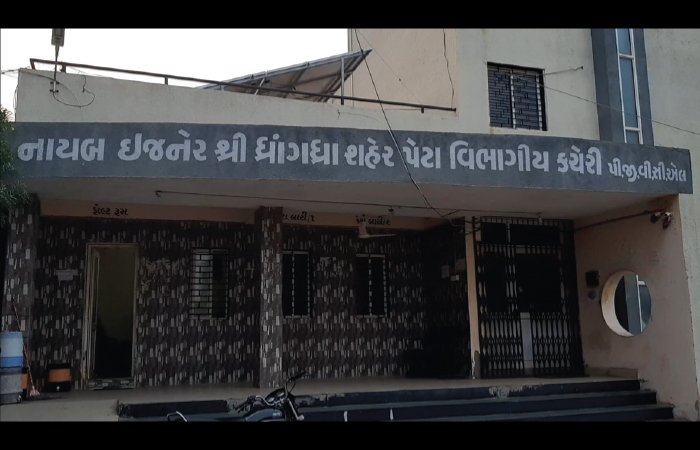 નાયબ ઇજનેર શ્રી ધ્રાંગધ્રા શહેર પેટા વિભાગીય કચેરી પી.જી.વી.સી.એલ
ફોલ્ટ રૂમ